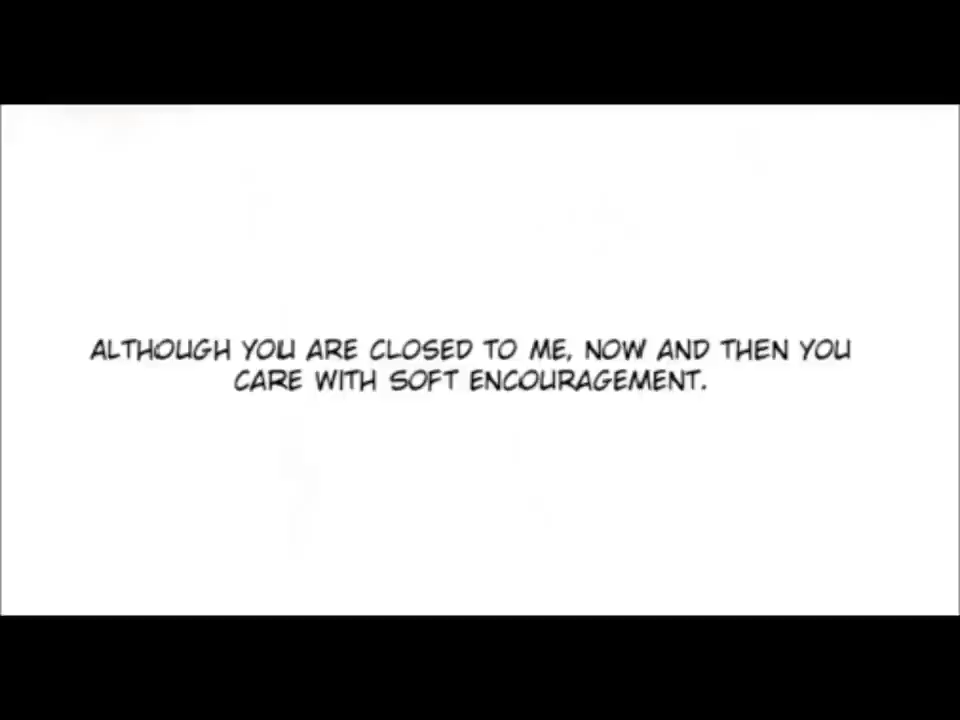 ALTHOUGH YOU ARE CLOSED TO ME, NOW AND THEN YOU
CARE WITH SOFT ENCOURAGEMENT.